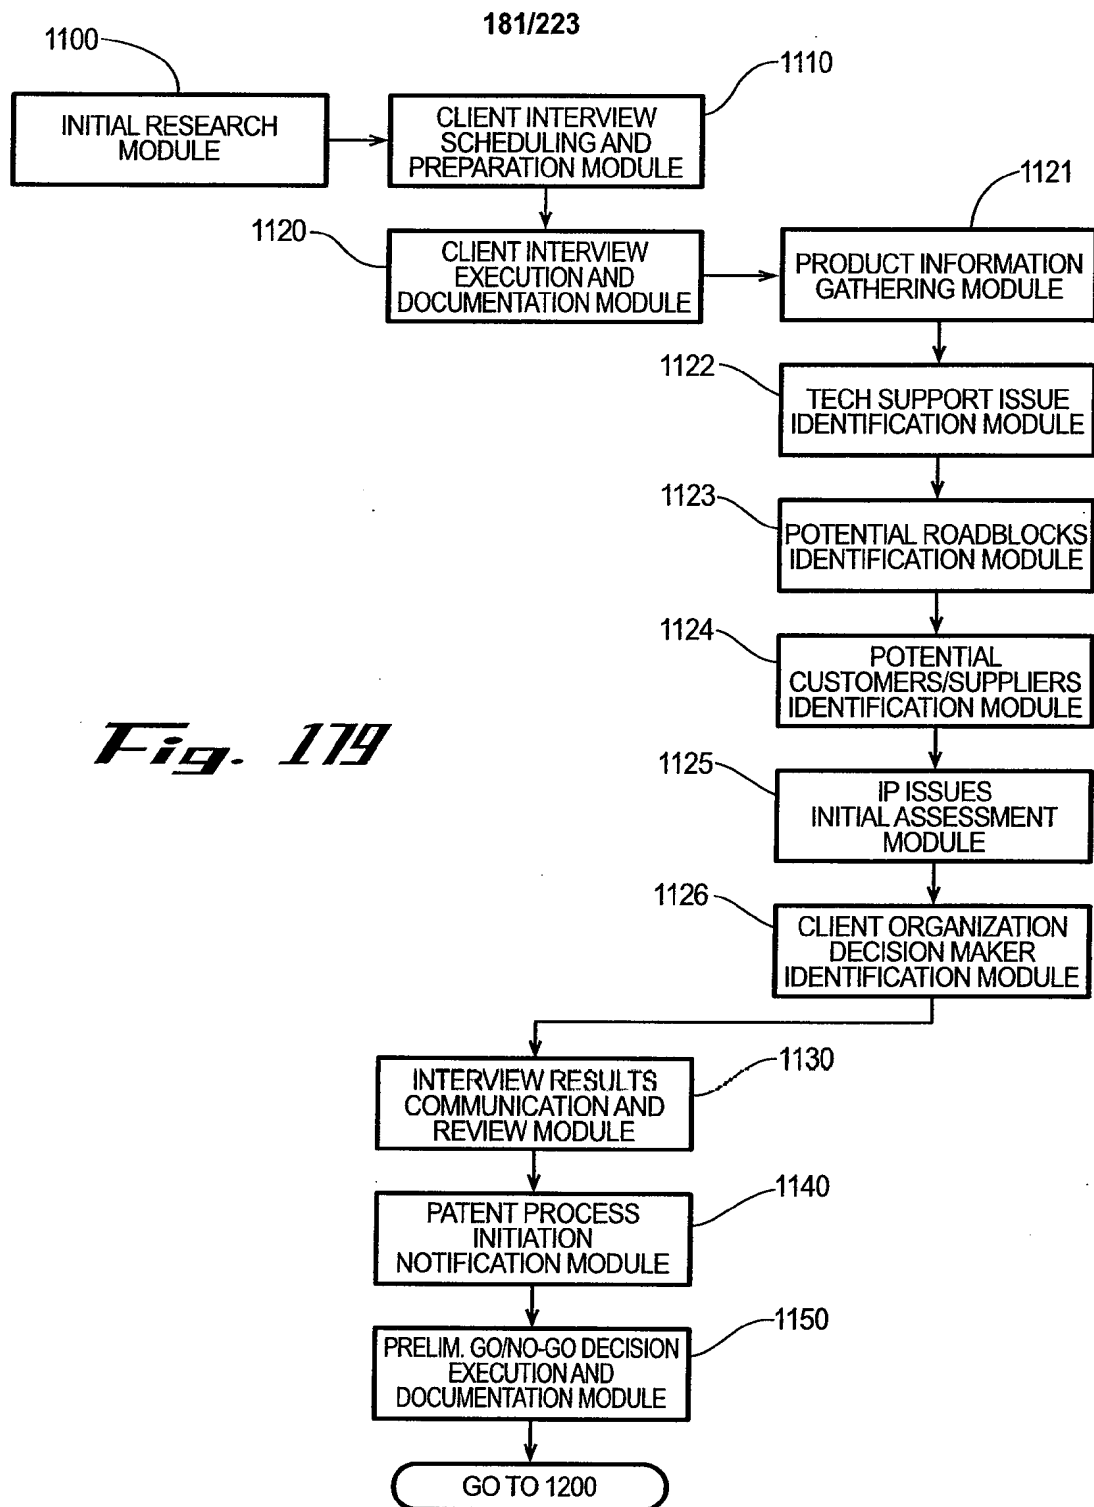 181/223
1100
INITIAL RESEARCH
MODULE
1110
CLIENT INTERVIEW
SCHEDULING AND
PREPARATION MODULE
1120
CLIENT INTERVIEW
EXECUTION AND
DOCUMENTATION MODULE
1121
PRODUCT INFORMATION
GATHERING MODULE
1122
TECH SUPPORT ISSUE
IDENTIFICATION MODULE
1123
POTENTIAL ROADBLOCKS
IDENTIFICATION MODULE
1124
POTENTIAL
CUSTOMERS/SUPPLIERS
IDENTIFICATION MODULE
Fig. 179
1125
IP ISSUES
INITIAL ASSESSMENT
MODULE
1126
CLIENT ORGANIZATION
DECISION MAKER
IDENTIFICATION MODULE
1130
INTERVIEW RESULTS
COMMUNICATION AND
REVIEW MODULE
1140
PATENT PROCESS
INITIATION
NOTIFICATION MODULE
1150
PRELIM. GO/NO-GO DECISION
EXECUTION AND
DOCUMENTATION MODULE
GO TO 1200